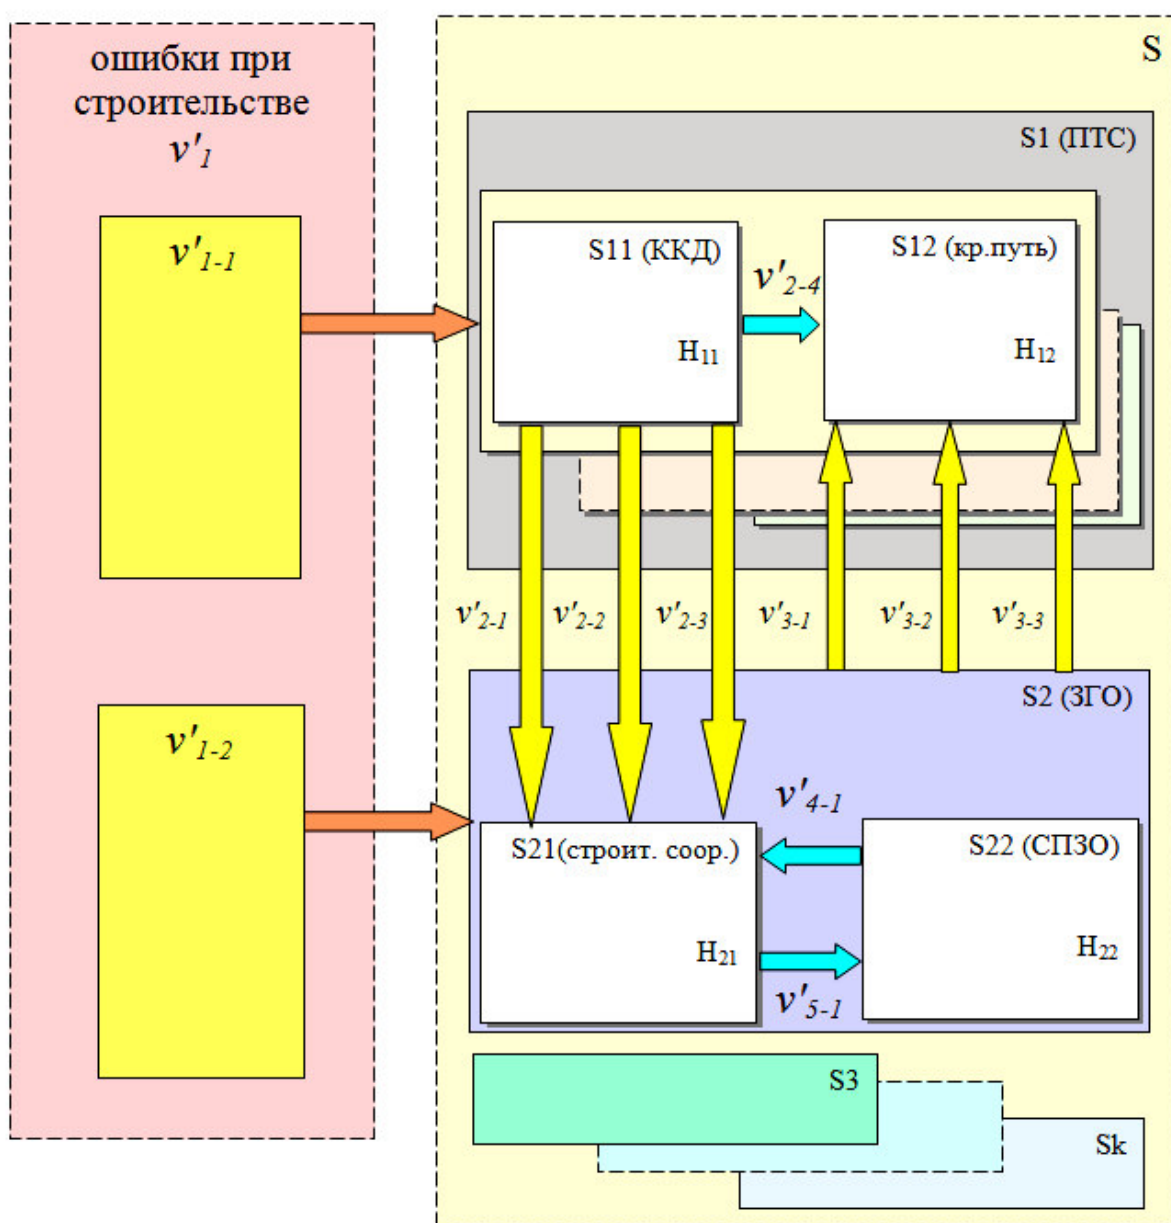 ошибки при
строительстве
v'₁
v'₁₋₁
v'₁₋₂
S
S1 (ПТС)
S11 (ККД)
H₁₁
v'₂₋₄
S12 (кр.путь)
H₁₂
v'₂₋₁ v'₂₋₂ v'₂₋₃ v'₃₋₁ v'₃₋₂ v'₃₋₃
S2 (ЗГО)
S21(строит. соор.)
H₂₁
v'₄₋₁
v'₅₋₁
S22 (СПЗО)
H₂₂
S3
Sk